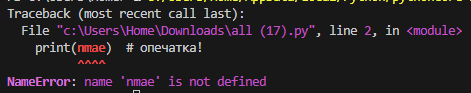 Traceback (most recent call last):
File "c:\Users\Home\Downloads\all (17).py", line 2, in <module>
print(nmae)  # опечатка!
^^^^
NameError: name 'nmae' is not defined